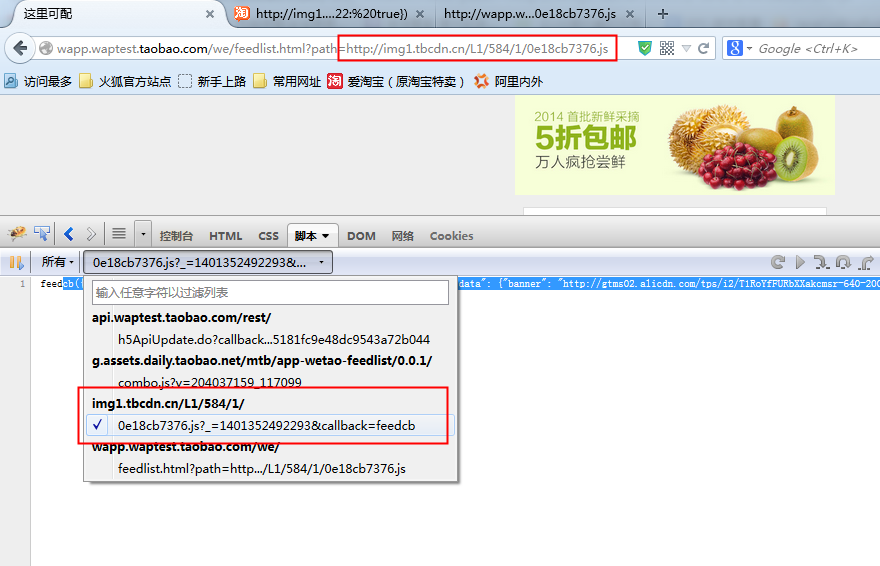 这里可配
http://img1....22:%20true})
http://wapp.w...0e18cb7376.js
wapp.waptest.taobao.com/we/feedlist.html?path=http://img1.tbcdn.cn/L1/584/1/0e18cb7376.js
Google <Ctrl+K>
访问最多 火狐官方站点 新手上路 常用网址 爱淘宝（原淘宝特卖） 阿里内外
2014 首批新鲜采摘
5折包邮
万人疯抢尝鲜
控制台 HTML CSS 脚本 DOM 网络 Cookies
所有 0e18cb7376.js?_=1401352492293&...
1 feedcb( data": {"banner": "http://gtms02.alicdn.com/tps/i2/T1RoYfFURbXXakcmsr-640-200
输入任意字符以过滤列表
api.waptest.taobao.com/rest/
h5ApiUpdate.do?callback...5181fc9e48dc9543a72b044
g.assets.daily.taobao.net/mtb/app-wetao-feedlist/0.0.1/
combo.js?v=204037159_117099
img1.tbcdn.cn/L1/584/1/
0e18cb7376.js?_=1401352492293&callback=feedcb
wapp.waptest.taobao.com/we/
feedlist.html?path=http.../L1/584/1/0e18cb7376.js